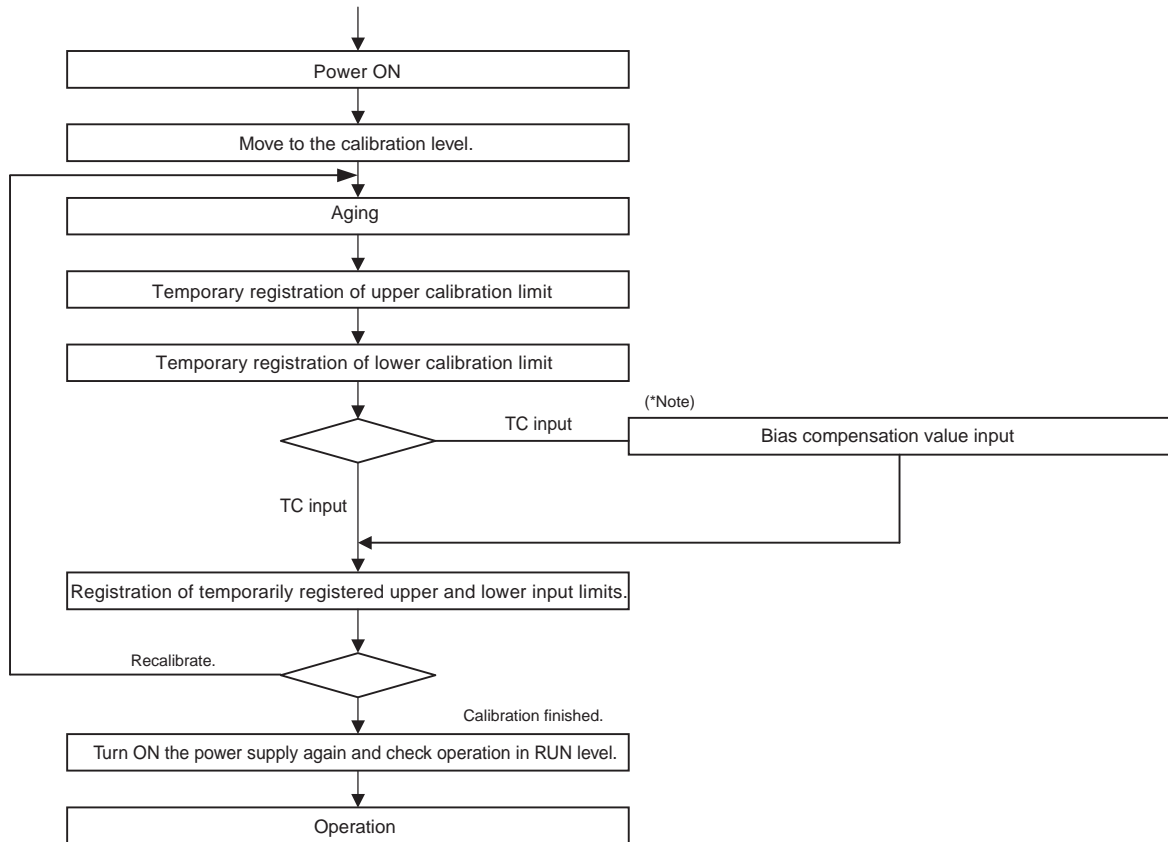 Power ON
Move to the calibration level.
Aging
Temporary registration of upper calibration limit
Temporary registration of lower calibration limit
(*Note)
TC input
Bias compensation value input
TC input
Registration of temporarily registered upper and lower input limits.
Recalibrate.
Calibration finished.
Turn ON the power supply again and check operation in RUN level.
Operation